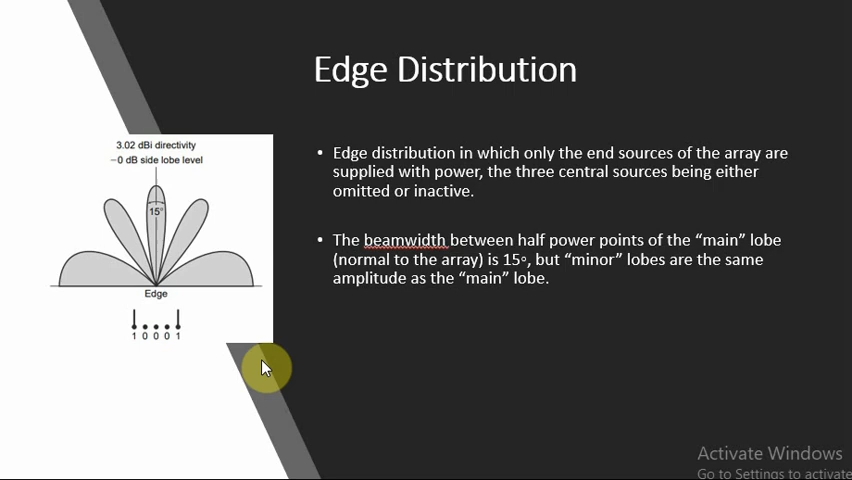 Edge Distribution
3.02 dBi directivity
−0 dB side lobe level
15°
Edge
1 0 0 0 1
• Edge distribution in which only the end sources of the array are
supplied with power, the three central sources being either
omitted or inactive.
• The beamwidth between half power points of the “main” lobe
(normal to the array) is 15◦, but “minor” lobes are the same
amplitude as the “main” lobe.
Activate Windows
Go to Settings to activate